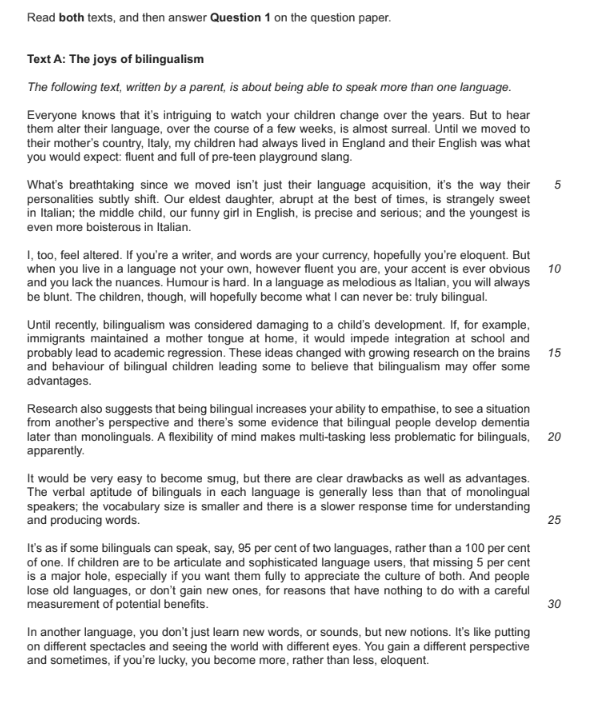 Read both texts, and then answer Question 1 on the question paper.
Text A: The joys of bilingualism
The following text, written by a parent, is about being able to speak more than one language.
Everyone knows that it's intriguing to watch your children change over the years. But to hear
them alter their language, over the course of a few weeks, is almost surreal. Until we moved to
their mother's country, Italy, my children had always lived in England and their English was what
you would expect: fluent and full of pre-teen playground slang.
What's breathtaking since we moved isn't just their language acquisition, it's the way their 5
personalities subtly shift. Our eldest daughter, abrupt at the best of times, is strangely sweet
in Italian; the middle child, our funny girl in English, is precise and serious; and the youngest is
even more boisterous in Italian.
I, too, feel altered. If you're a writer, and words are your currency, hopefully you're eloquent. But
when you live in a language not your own, however fluent you are, your accent is ever obvious 10
and you lack the nuances. Humour is hard. In a language as melodious as Italian, you will always
be blunt. The children, though, will hopefully become what I can never be: truly bilingual.
Until recently, bilingualism was considered damaging to a child's development. If, for example,
immigrants maintained a mother tongue at home, it would impede integration at school and
probably lead to academic regression. These ideas changed with growing research on the brains 15
and behaviour of bilingual children leading some to believe that bilingualism may offer some
advantages.
Research also suggests that being bilingual increases your ability to empathise, to see a situation
from another's perspective and there's some evidence that bilingual people develop dementia
later than monolinguals. A flexibility of mind makes multi-tasking less problematic for bilinguals, 20
apparently.
It would be very easy to become smug, but there are clear drawbacks as well as advantages.
The verbal aptitude of bilinguals in each language is generally less than that of monolingual
speakers; the vocabulary size is smaller and there is a slower response time for understanding
and producing words. 25
It's as if some bilinguals can speak, say, 95 per cent of two languages, rather than a 100 per cent
of one. If children are to be articulate and sophisticated language users, that missing 5 per cent
is a major hole, especially if you want them fully to appreciate the culture of both. And people
lose old languages, or don't gain new ones, for reasons that have nothing to do with a careful
measurement of potential benefits. 30
In another language, you don't just learn new words, or sounds, but new notions. It's like putting
on different spectacles and seeing the world with different eyes. You gain a different perspective
and sometimes, if you're lucky, you become more, rather than less, eloquent.